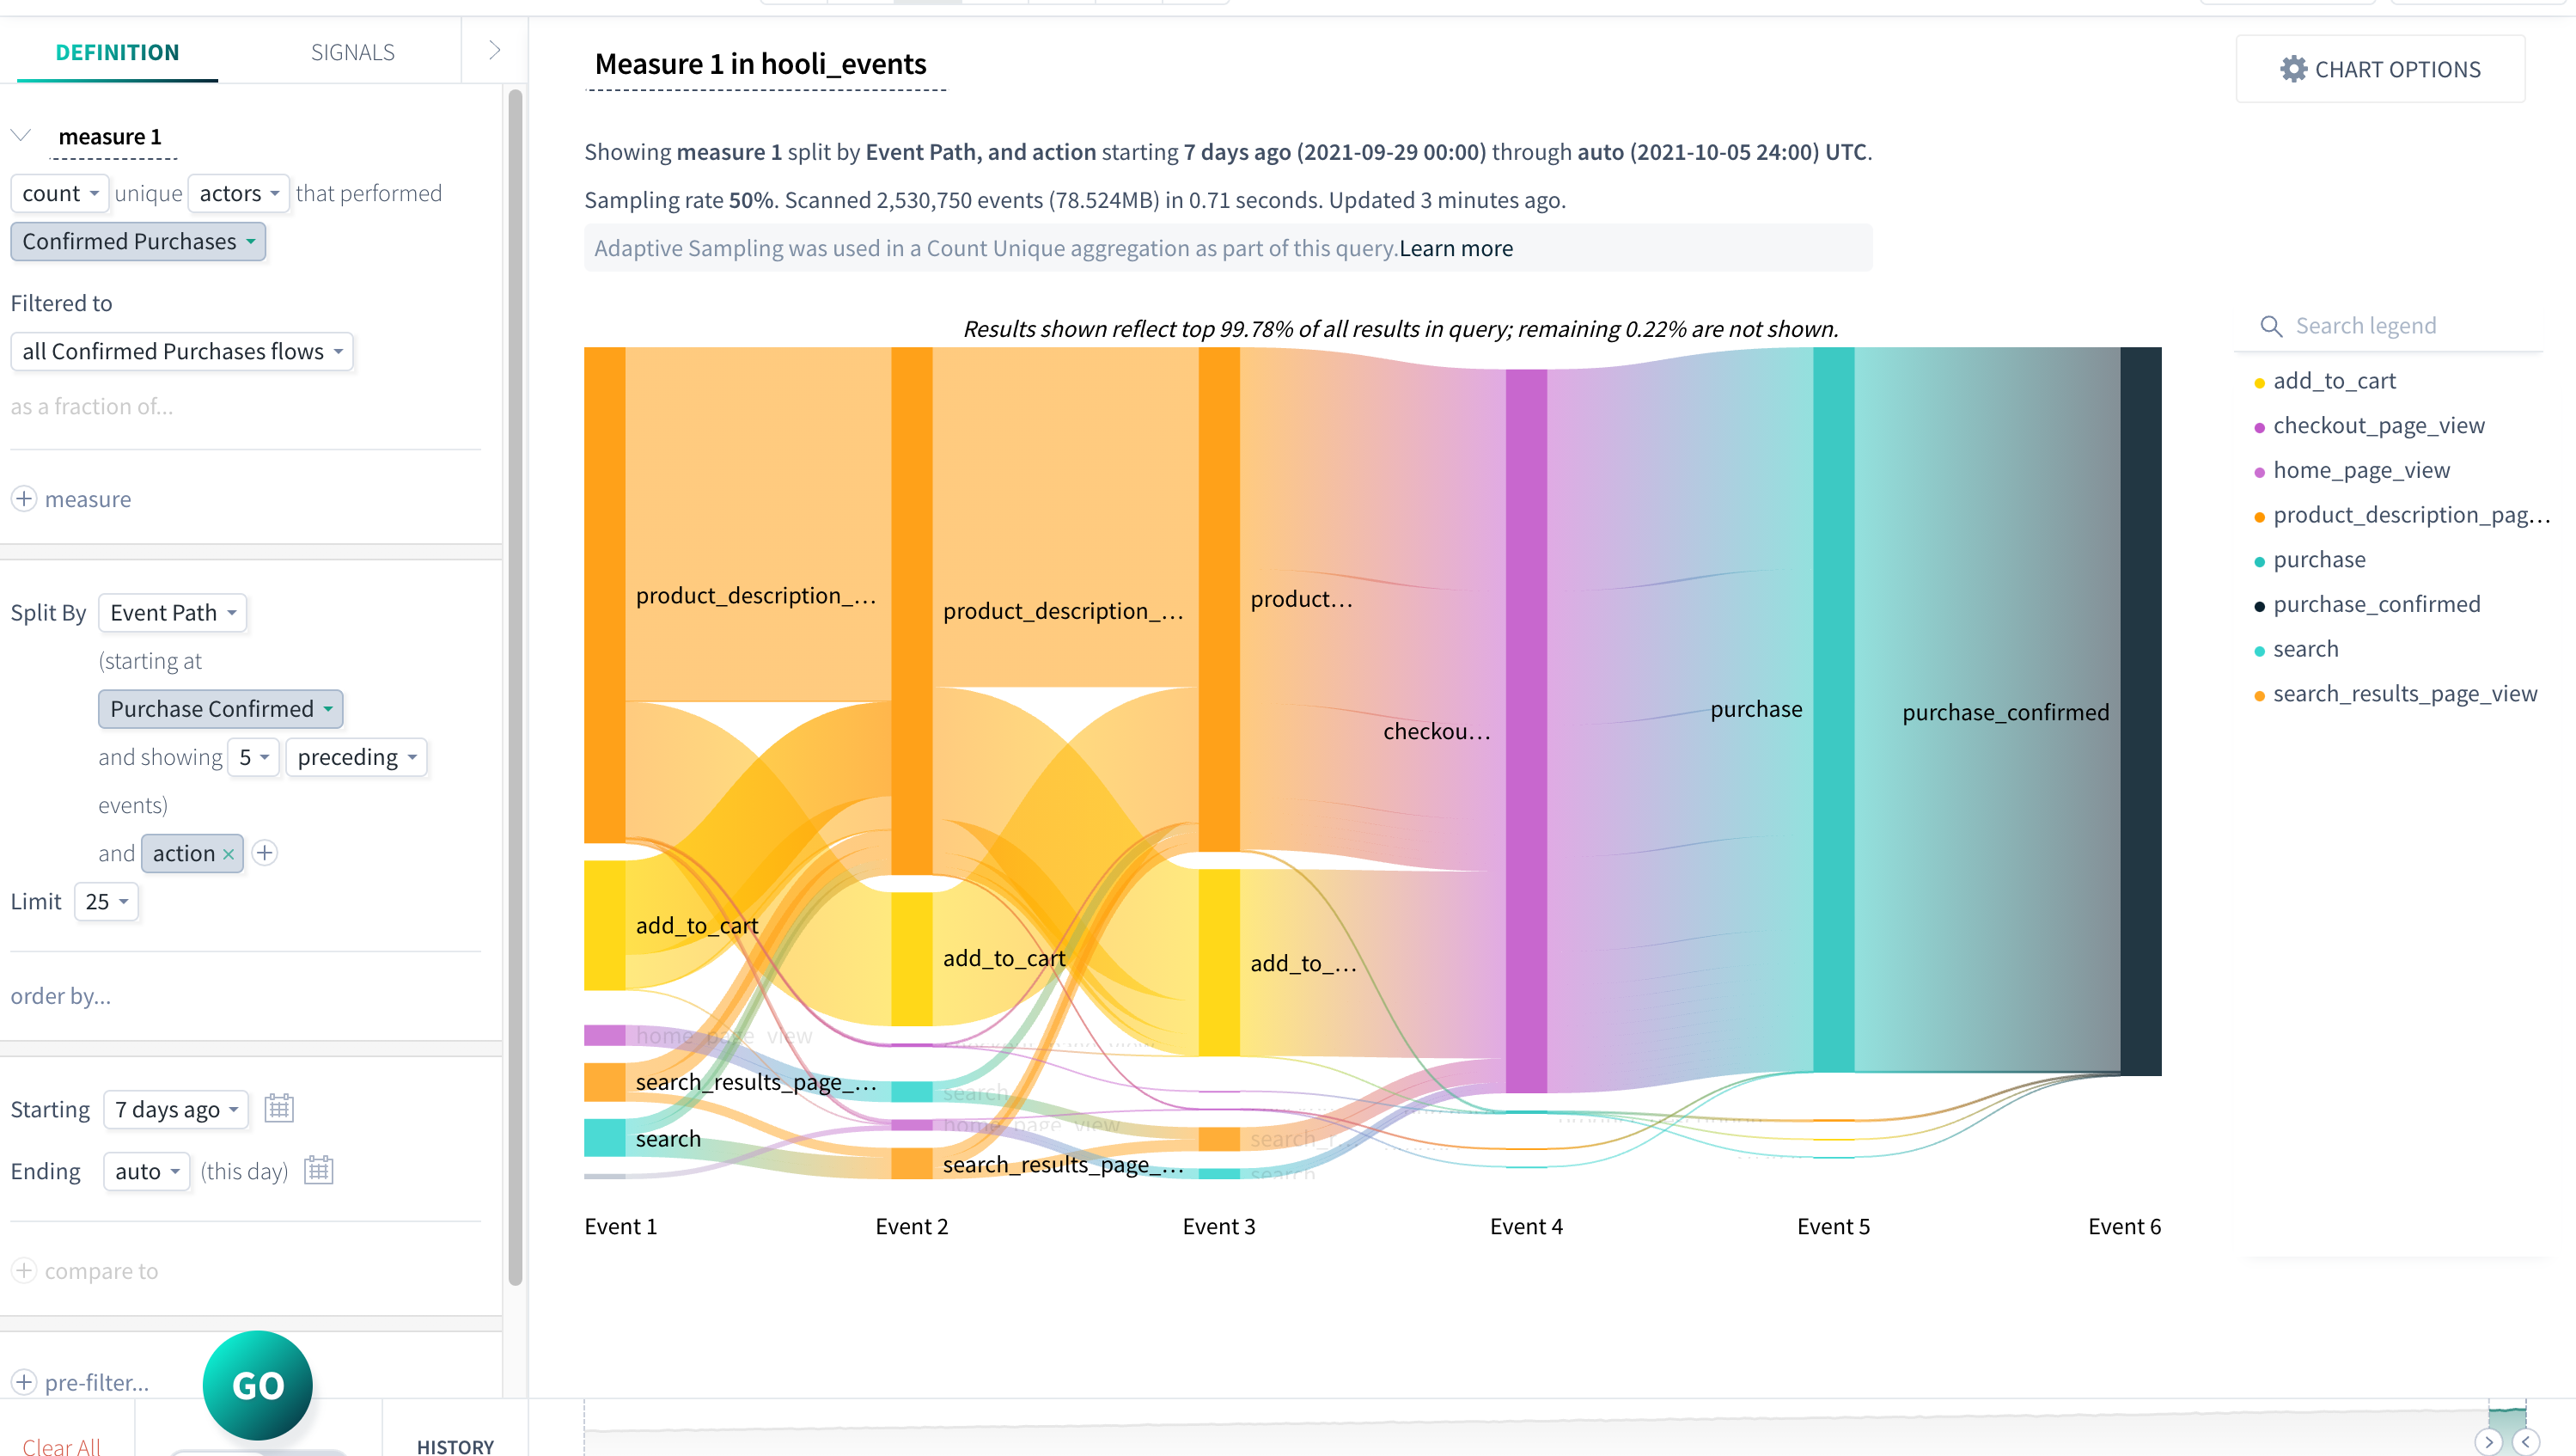 DEFINITION
SIGNALS
measure 1
count unique actors that performed
Confirmed Purchases
Filtered to
all Confirmed Purchases flows
as a fraction of...
measure
Split By Event Path
(starting at
Purchase Confirmed
and showing 5 preceding
events)
and action
Limit 25
order by...
Starting 7 days ago
Ending auto (this day)
compare to
pre-filter...
GO
Clear All
HISTORY
Measure 1 in hooli_events
CHART OPTIONS
Showing measure 1 split by Event Path, and action starting 7 days ago (2021-09-29 00:00) through auto (2021-10-05 24:00) UTC.
Sampling rate 50%. Scanned 2,530,750 events (78.524MB) in 0.71 seconds. Updated 3 minutes ago.
Adaptive Sampling was used in a Count Unique aggregation as part of this query.Learn more
Results shown reflect top 99.78% of all results in query; remaining 0.22% are not shown.
product_description_...
product_description_...
product...
checkou...
purchase
purchase_confirmed
add_to_cart
add_to_cart
add_to_...
home_page_view
search_results_page_...
search
search
home_page_view
search_results_page_...
search_r...
search
Event 1
Event 2
Event 3
Event 4
Event 5
Event 6
Search legend
add_to_cart
checkout_page_view
home_page_view
product_description_pag...
purchase
purchase_confirmed
search
search_results_page_view